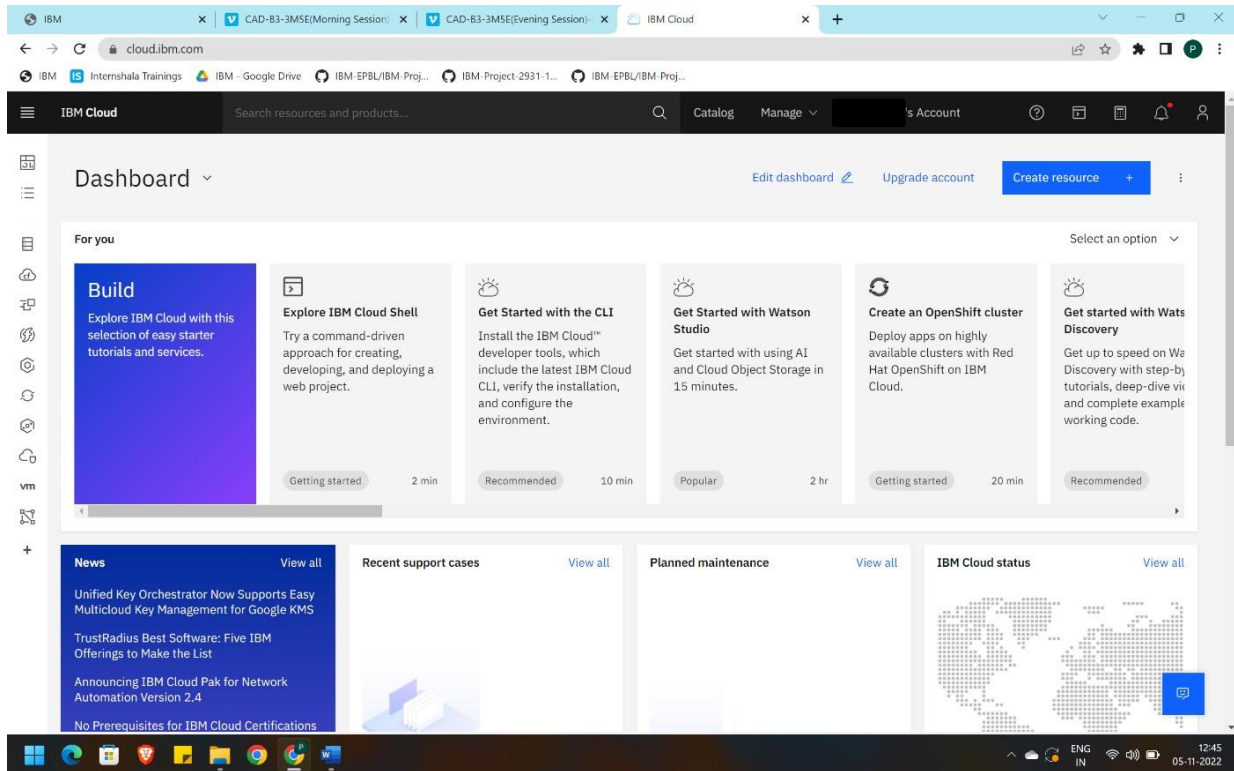 IBM
CAD-B3-3M5E(Morning Session)
CAD-B3-3M5E(Evening Session)-
IBM Cloud
cloud.ibm.com
P
IBM
Internshala Trainings
IBM - Google Drive
IBM-EPBL/IBM-Proj...
IBM-Project-2931-1...
IBM-EPBL/IBM-Proj...
IBM Cloud
Search resources and products...
Catalog
Manage
's Account
Dashboard
Edit dashboard
Upgrade account
Create resource +
For you
Select an option
Build
Explore IBM Cloud with this
selection of easy starter
tutorials and services.
Explore IBM Cloud Shell
Try a command-driven
approach for creating,
developing, and deploying a
web project.
Getting started
2 min
Get Started with the CLI
Install the IBM Cloud™
developer tools, which
include the latest IBM Cloud
CLI, verify the installation,
and configure the
environment.
Recommended
10 min
Get Started with Watson
Studio
Get started with using AI
and Cloud Object Storage in
15 minutes.
Popular
2 hr
Create an OpenShift cluster
Deploy apps on highly
available clusters with Red
Hat OpenShift on IBM
Cloud.
Getting started
20 min
Get started with Wats
Discovery
Get up to speed on Wa
Discovery with step-by
tutorials, deep-dive vi
and complete example
working code.
Recommended
vm
News
View all
Unified Key Orchestrator Now Supports Easy
Multicloud Key Management for Google KMS
TrustRadius Best Software: Five IBM
Offerings to Make the List
Announcing IBM Cloud Pak for Network
Automation Version 2.4
No Prerequisites for IBM Cloud Certifications
Recent support cases
View all
Planned maintenance
View all
IBM Cloud status
View all
ENG
IN
12:45
05-11-2022